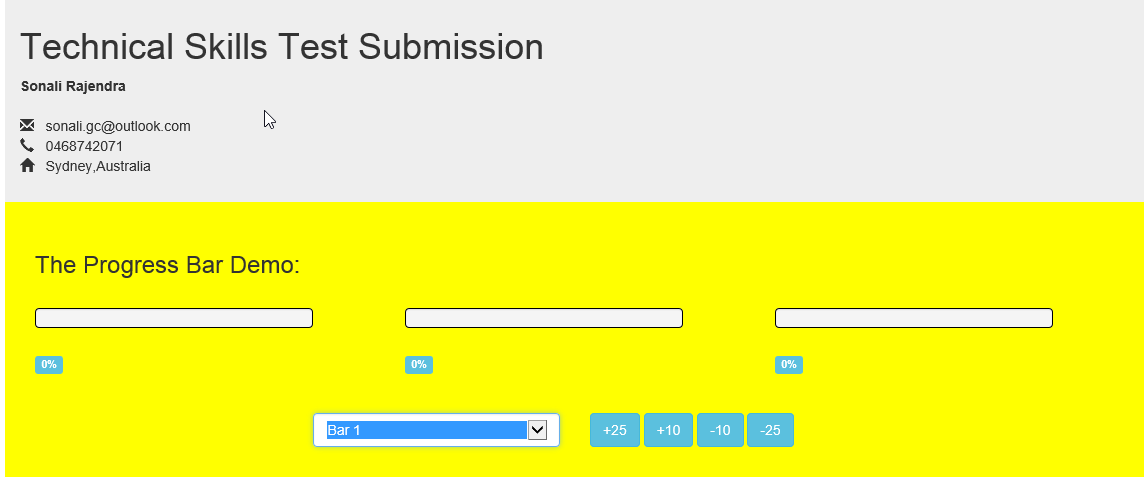 Technical Skills Test Submission
Sonali Rajendra
sonali.gc@outlook.com
0468742071
Sydney,Australia
The Progress Bar Demo:
0% 0% 0%
Bar 1 +25 +10 -10 -25